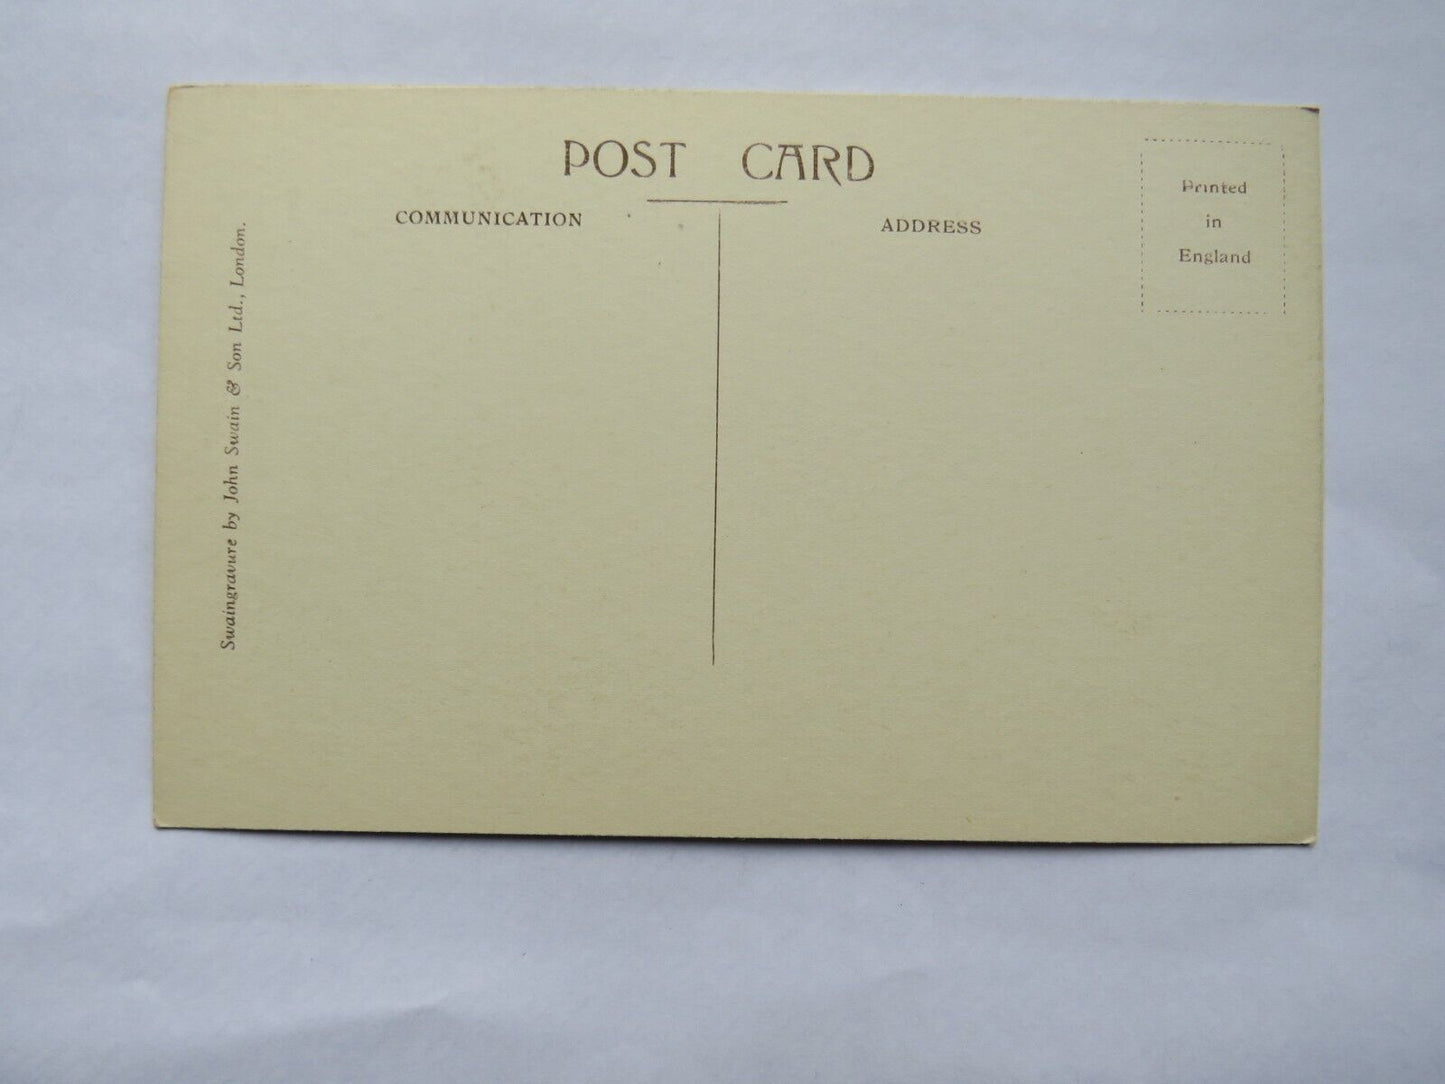 POST CARD
COMMUNICATION
ADDRESS
Printed
in
England
Swaingravure by John Swain & Son Ltd., London.